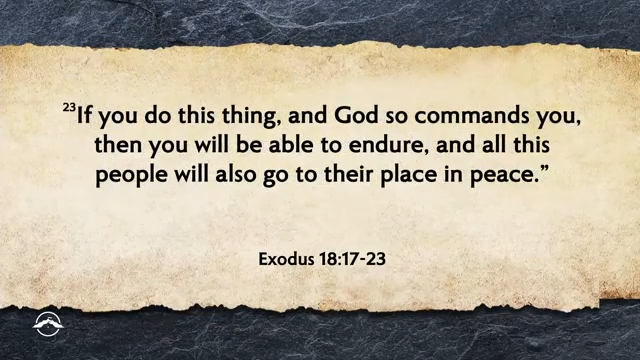 ²³If you do this thing, and God so commands you,
then you will be able to endure, and all this
people will also go to their place in peace.”
Exodus 18:17-23